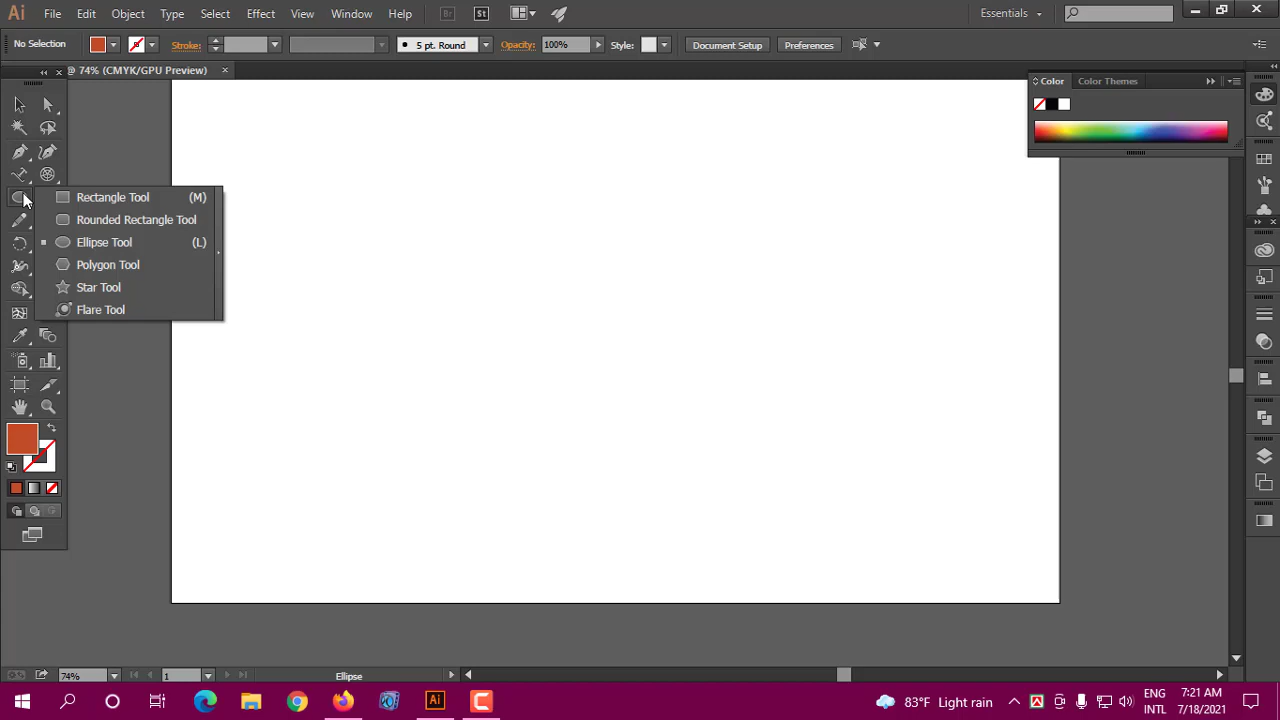 Ai File Edit Object Type Select Effect View Window Help Br St Essentials
No Selection Stroke: 5 pt. Round Opacity: 100% Style: Document Setup Preferences
@ 74% (CMYK/GPU Preview)
Color Color Themes
Rectangle Tool (M)
Rounded Rectangle Tool
Ellipse Tool (L)
Polygon Tool
Star Tool
Flare Tool
74% 1 Ellipse
Ai 83°F Light rain ENG INTL 7:21 AM 7/18/2021